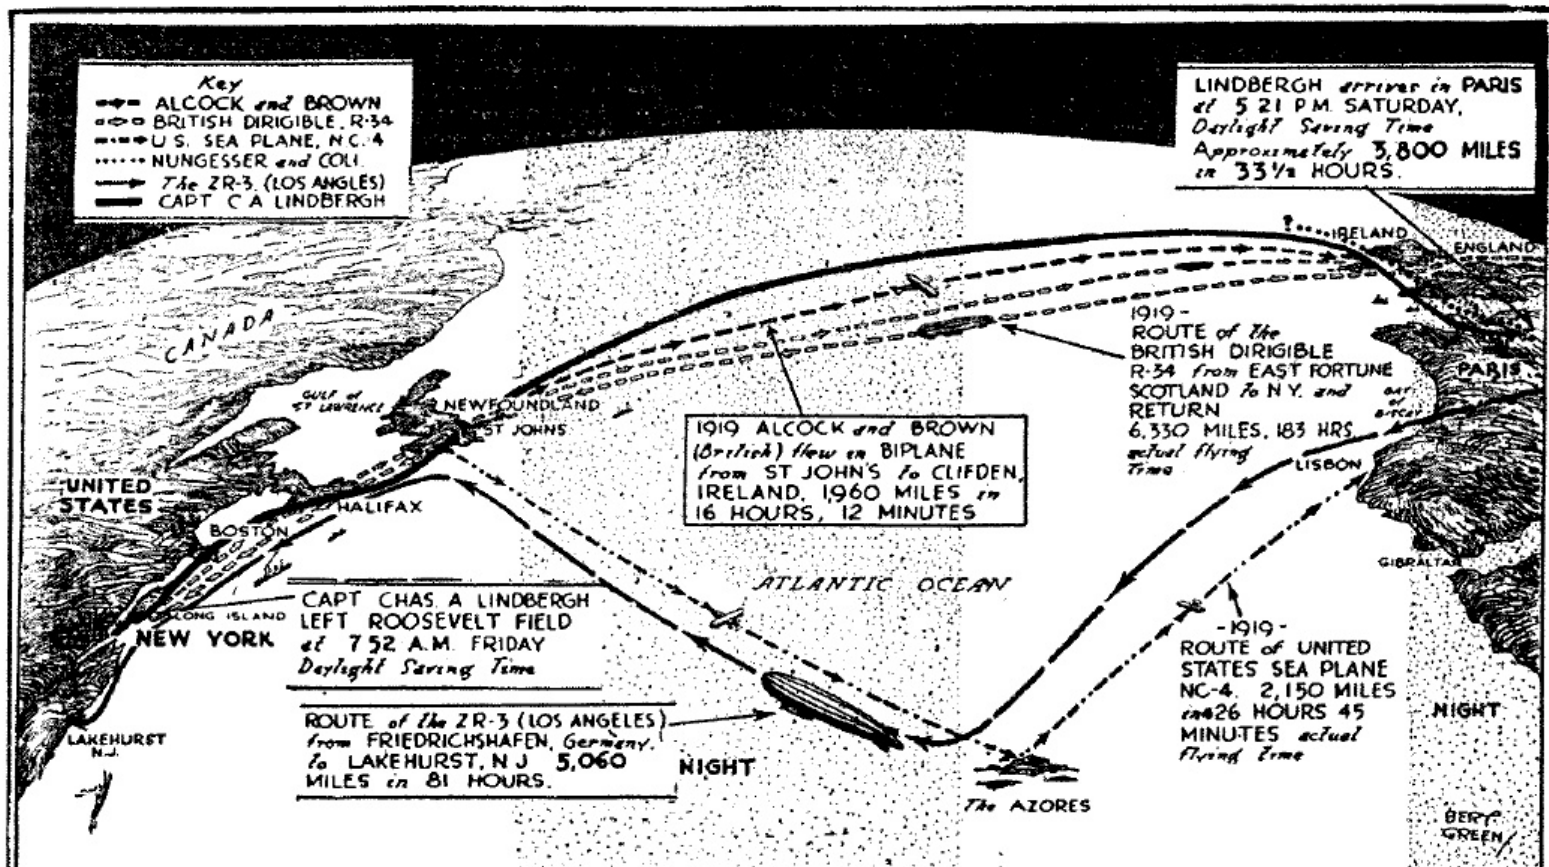 Key
ALCOCK and BROWN
BRITISH DIRIGIBLE, R-34
U.S. SEA PLANE, N.C.-4
NUNGESSER and COLI.
The ZR-3. (LOS ANGLES)
CAPT C A LINDBERGH
LINDBERGH arrives in PARIS
at 5 21 P.M. SATURDAY,
Daylight Saving Time
Approximately 3,800 MILES
in 33 1/2 HOURS.
IRELAND
ENGLAND
CANADA
GULF of
ST LAWRENCE
NEWFOUNDLAND
ST JOHNS
1919 -
ROUTE of the
BRITISH DIRIGIBLE
R-34 from EAST FORTUNE
SCOTLAND to N.Y. and
RETURN
6,330 MILES, 183 HRS.
actual flying
Time
PARIS
BAY
of
BISCAY
1919 ALCOCK and BROWN
(British) flew in BIPLANE
from ST JOHN'S to CLIFDEN,
IRELAND, 1,960 MILES in
16 HOURS, 12 MINUTES
LISBON
UNITED
STATES
HALIFAX
BOSTON
GIBRALTAR
ATLANTIC OCEAN
LONG ISLAND
NEW YORK
CAPT CHAS. A LINDBERGH
LEFT ROOSEVELT FIELD
at 7 52 A.M. FRIDAY
Daylight Saving Time
-1919-
ROUTE of UNITED
STATES SEA PLANE
NC-4. 2,150 MILES
in 26 HOURS 45
MINUTES actual
flying time
ROUTE of the ZR-3 (LOS ANGELES)
from FRIEDRICHSHAFEN, Germany,
to LAKEHURST, N J 5,060
MILES in 81 HOURS.
LAKEHURST
N.J.
NIGHT
NIGHT
The AZORES
BERT
GREEN